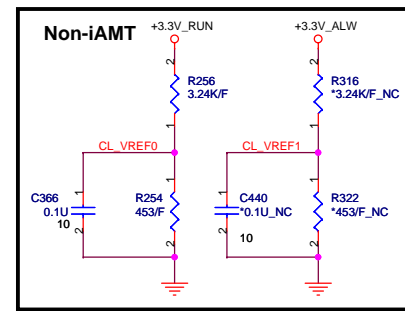 Non-iAMT
+3.3V_RUN
+3.3V_ALW
2
2
R256
3.24K/F
R316
*3.24K/F_NC
1
1
CL_VREF0
CL_VREF1
1
1
1
1
C366
0.1U
10
R254
453/F
C440
*0.1U_NC
10
R322
*453/F_NC
2
2
2
2